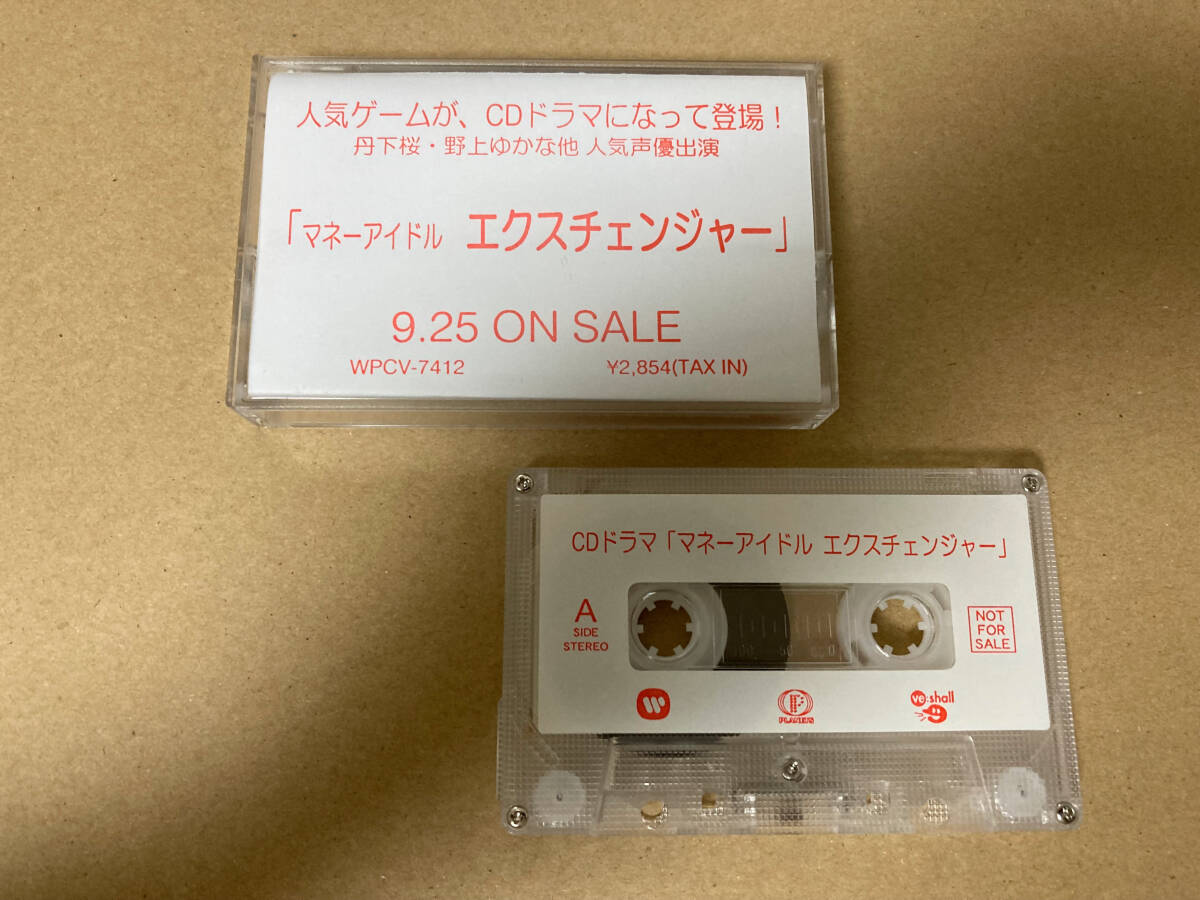 人気ゲームが、CDドラマになって登場！
丹下桜・野上ゆかな他 人気声優出演
「マネーアイドル エクスチェンジャー」
9.25 ON SALE
WPCV-7412 ¥2,854(TAX IN)
CDドラマ「マネーアイドル エクスチェンジャー」
A
SIDE
STEREO
NOT
FOR
SALE
100 50 0
PLAYERS
ve:shall